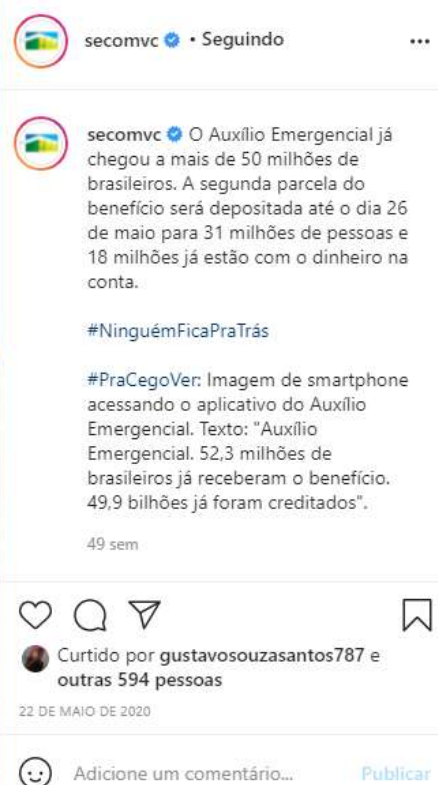 secomvc • Seguindo
secomvc O Auxílio Emergencial já
chegou a mais de 50 milhões de
brasileiros. A segunda parcela do
benefício será depositada até o dia 26
de maio para 31 milhões de pessoas e
18 milhões já estão com o dinheiro na
conta.
#NinguémFicaPraTrás
#PraCegoVer: Imagem de smartphone
acessando o aplicativo do Auxílio
Emergencial. Texto: "Auxílio
Emergencial. 52,3 milhões de
brasileiros já receberam o benefício.
49,9 bilhões já foram creditados".
49 sem
Curtido por gustavosouzasantos787 e
outras 594 pessoas
22 DE MAIO DE 2020
Adicione um comentário... Publicar